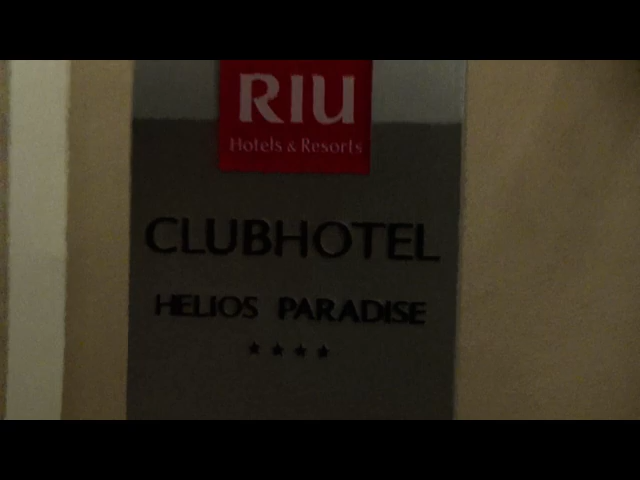 RIU
Hotels & Resorts
CLUBHOTEL
HELIOS PARADISE
★★★★